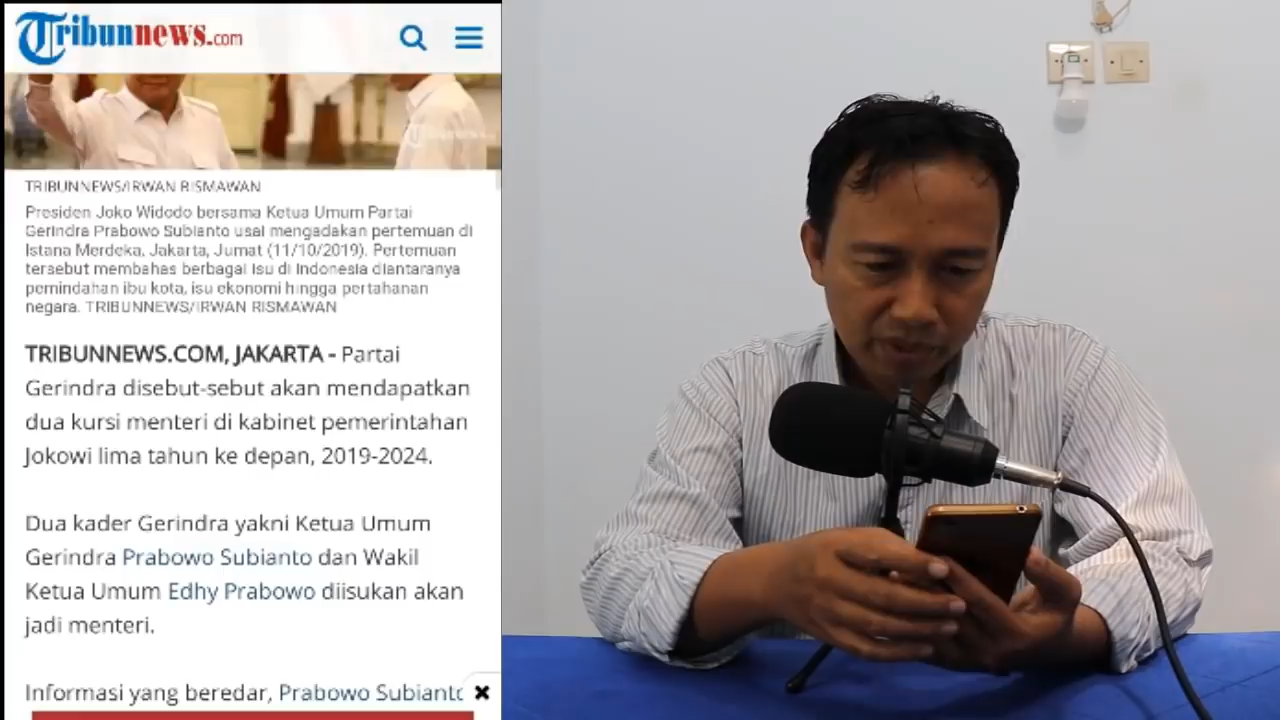 Tribunnews.com
TRIBUNNEWS/IRWAN RISMAWAN
Presiden Joko Widodo bersama Ketua Umum Partai
Gerindra Prabowo Subianto usai mengadakan pertemuan di
Istana Merdeka, Jakarta, Jumat (11/10/2019). Pertemuan
tersebut membahas berbagai isu di Indonesia diantaranya
pemindahan ibu kota, isu ekonomi hingga pertahanan
negara. TRIBUNNEWS/IRWAN RISMAWAN
TRIBUNNEWS.COM, JAKARTA - Partai
Gerindra disebut-sebut akan mendapatkan
dua kursi menteri di kabinet pemerintahan
Jokowi lima tahun ke depan, 2019-2024.
Dua kader Gerindra yakni Ketua Umum
Gerindra Prabowo Subianto dan Wakil
Ketua Umum Edhy Prabowo diisukan akan
jadi menteri.
Informasi yang beredar, Prabowo Subianto